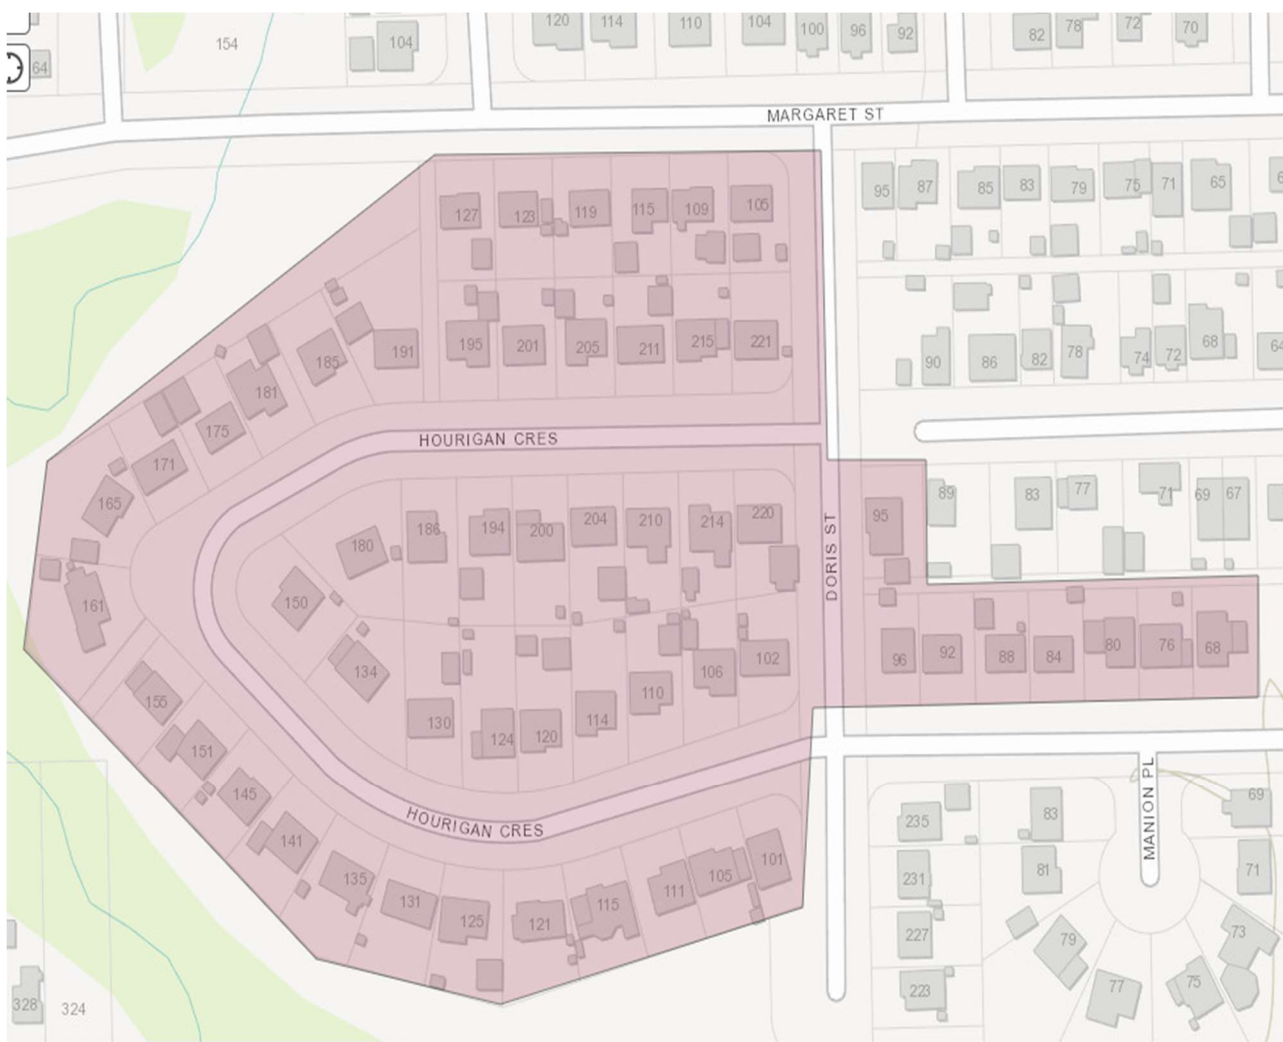 120 114 110 104 100 96 92 82 78 72 70
154 104
64
MARGARET ST
95 87 85 83 79 75 71 65
127 123 119 115 109 105
195 201 205 211 215 221
191 185 181 175 171 165 161
90 86 82 78 74 72 68 64
HOURIGAN CRES
89 83 77 71 69 67
95
DORIS ST
180 186 194 200 204 210 214 220
150 134 130 124 120 114 110 106 102
96 92 88 84 80 76 68
155 151 145 141 135 131 125 121 115 111 105 101
HOURIGAN CRES
MANION PL
235 83 69
231 81 71
227 79 73
223 77 75
328 324